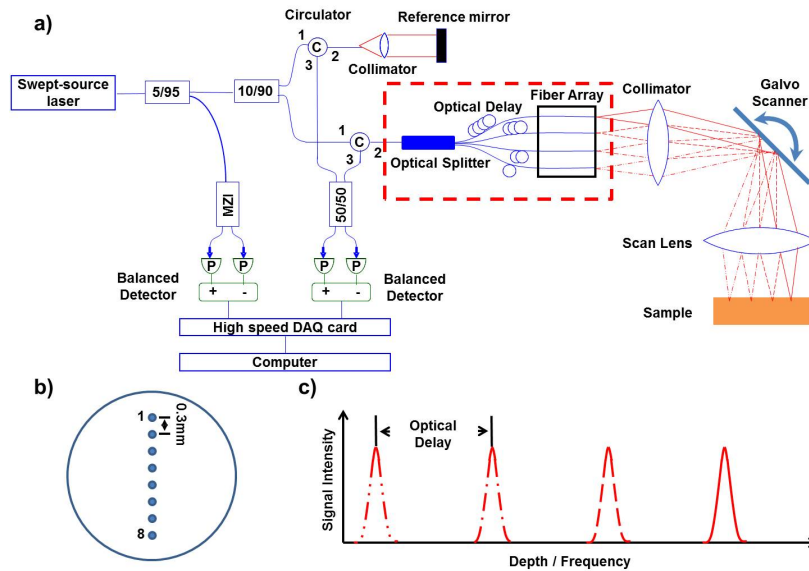 a)
Circulator
Reference mirror
1
C
2
3
Collimator
Swept-source
laser
5/95
10/90
Optical Delay
Fiber Array
Collimator
Galvo
Scanner
1
C
2
3
Optical Splitter
MZI
50/50
Scan Lens
P
P
P
P
Balanced
Detector
+
-
+
-
Balanced
Detector
Sample
High speed DAQ card
Computer
b)
1
0.3mm
8
c)
Signal Intensity
Optical
Delay
Depth / Frequency